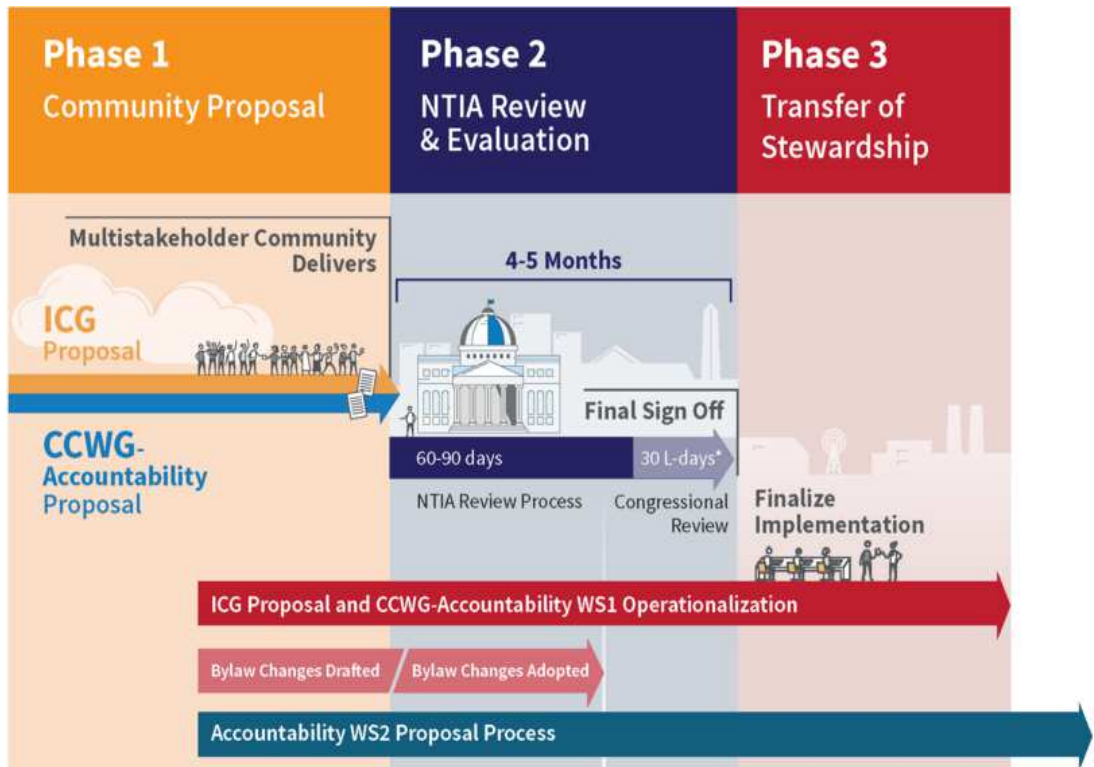 Phase 1
Community Proposal
Phase 2
NTIA Review
& Evaluation
Phase 3
Transfer of
Stewardship
Multistakeholder Community
Delivers
ICG
Proposal
CCWG-
Accountability
Proposal
4-5 Months
Final Sign Off
60-90 days
30 L-days*
NTIA Review Process
Congressional
Review
Finalize
Implementation
ICG Proposal and CCWG-Accountability WS1 Operationalization
Bylaw Changes Drafted
Bylaw Changes Adopted
Accountability WS2 Proposal Process